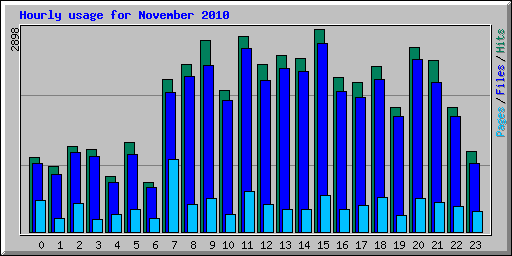 Hourly usage for November 2010
2898
Pages/Files/Hits
0 1 2 3 4 5 6 7 8 9 10 11 12 13 14 15 16 17 18 19 20 21 22 23